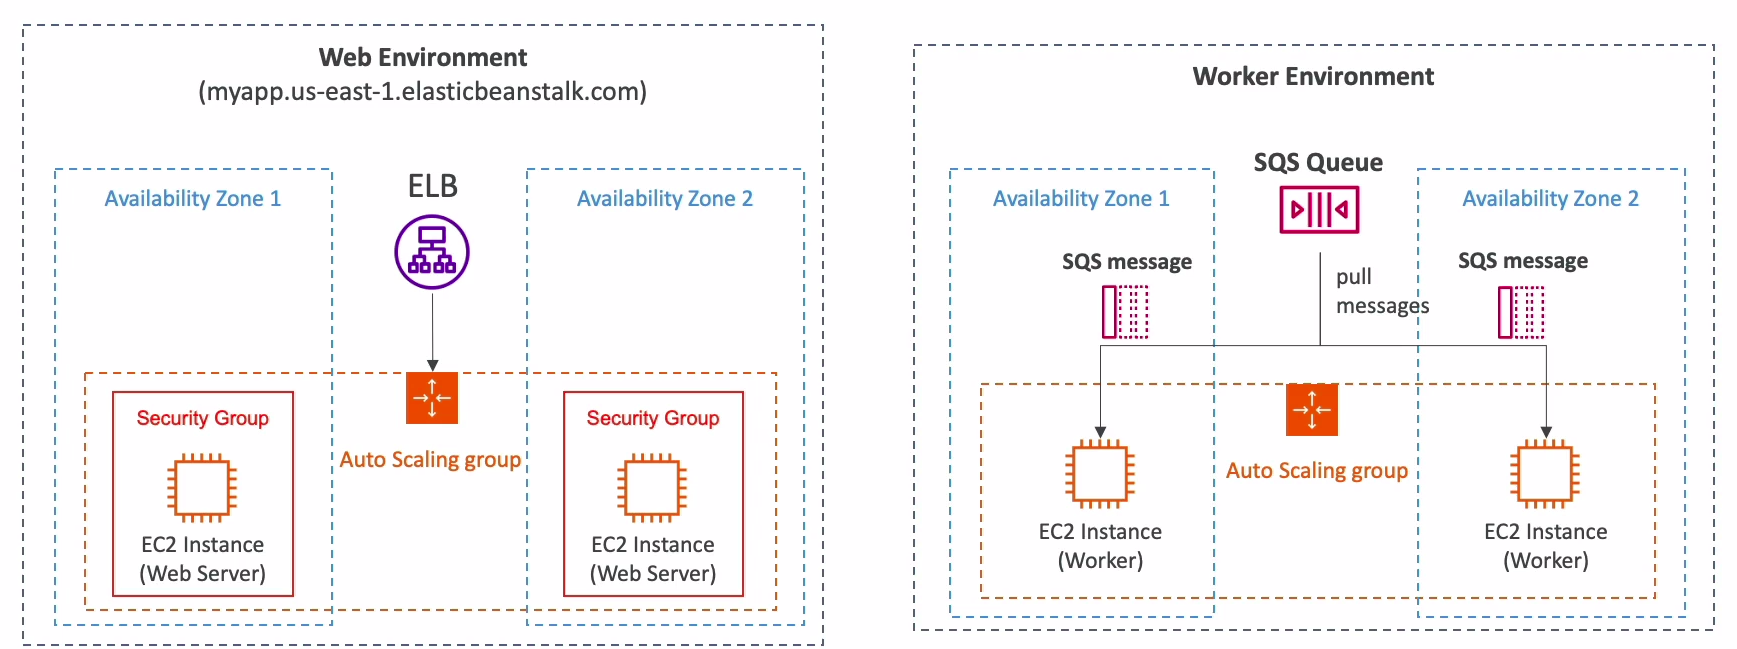 Web Environment
(myapp.us-east-1.elasticbeanstalk.com)
Availability Zone 1
ELB
Availability Zone 2
Security Group
Auto Scaling group
Security Group
EC2 Instance
(Web Server)
EC2 Instance
(Web Server)
Worker Environment
SQS Queue
Availability Zone 1
Availability Zone 2
SQS message
pull
messages
SQS message
Auto Scaling group
EC2 Instance
(Worker)
EC2 Instance
(Worker)